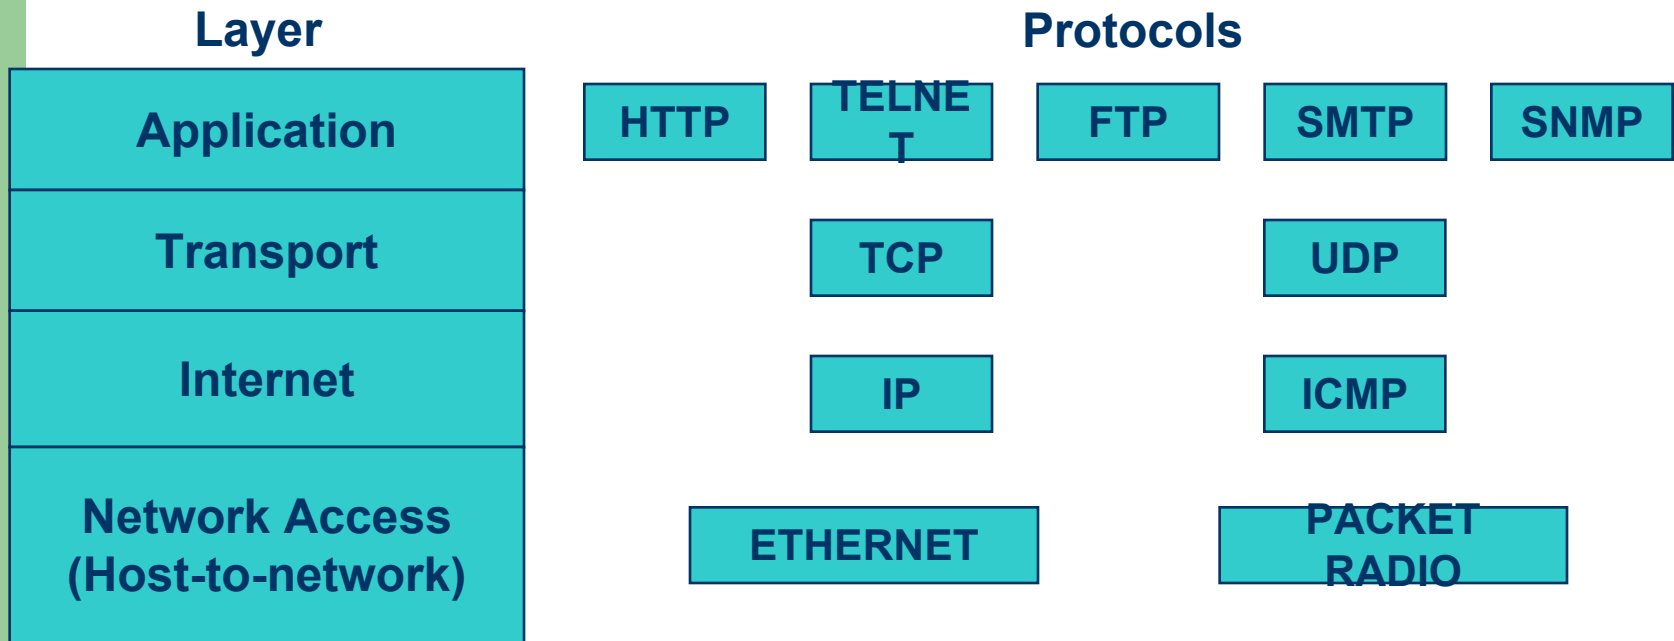 Layer
Protocols
Application
HTTP
TELNE
T
FTP
SMTP
SNMP
Transport
TCP
UDP
Internet
IP
ICMP
Network Access
(Host-to-network)
ETHERNET
PACKET
RADIO